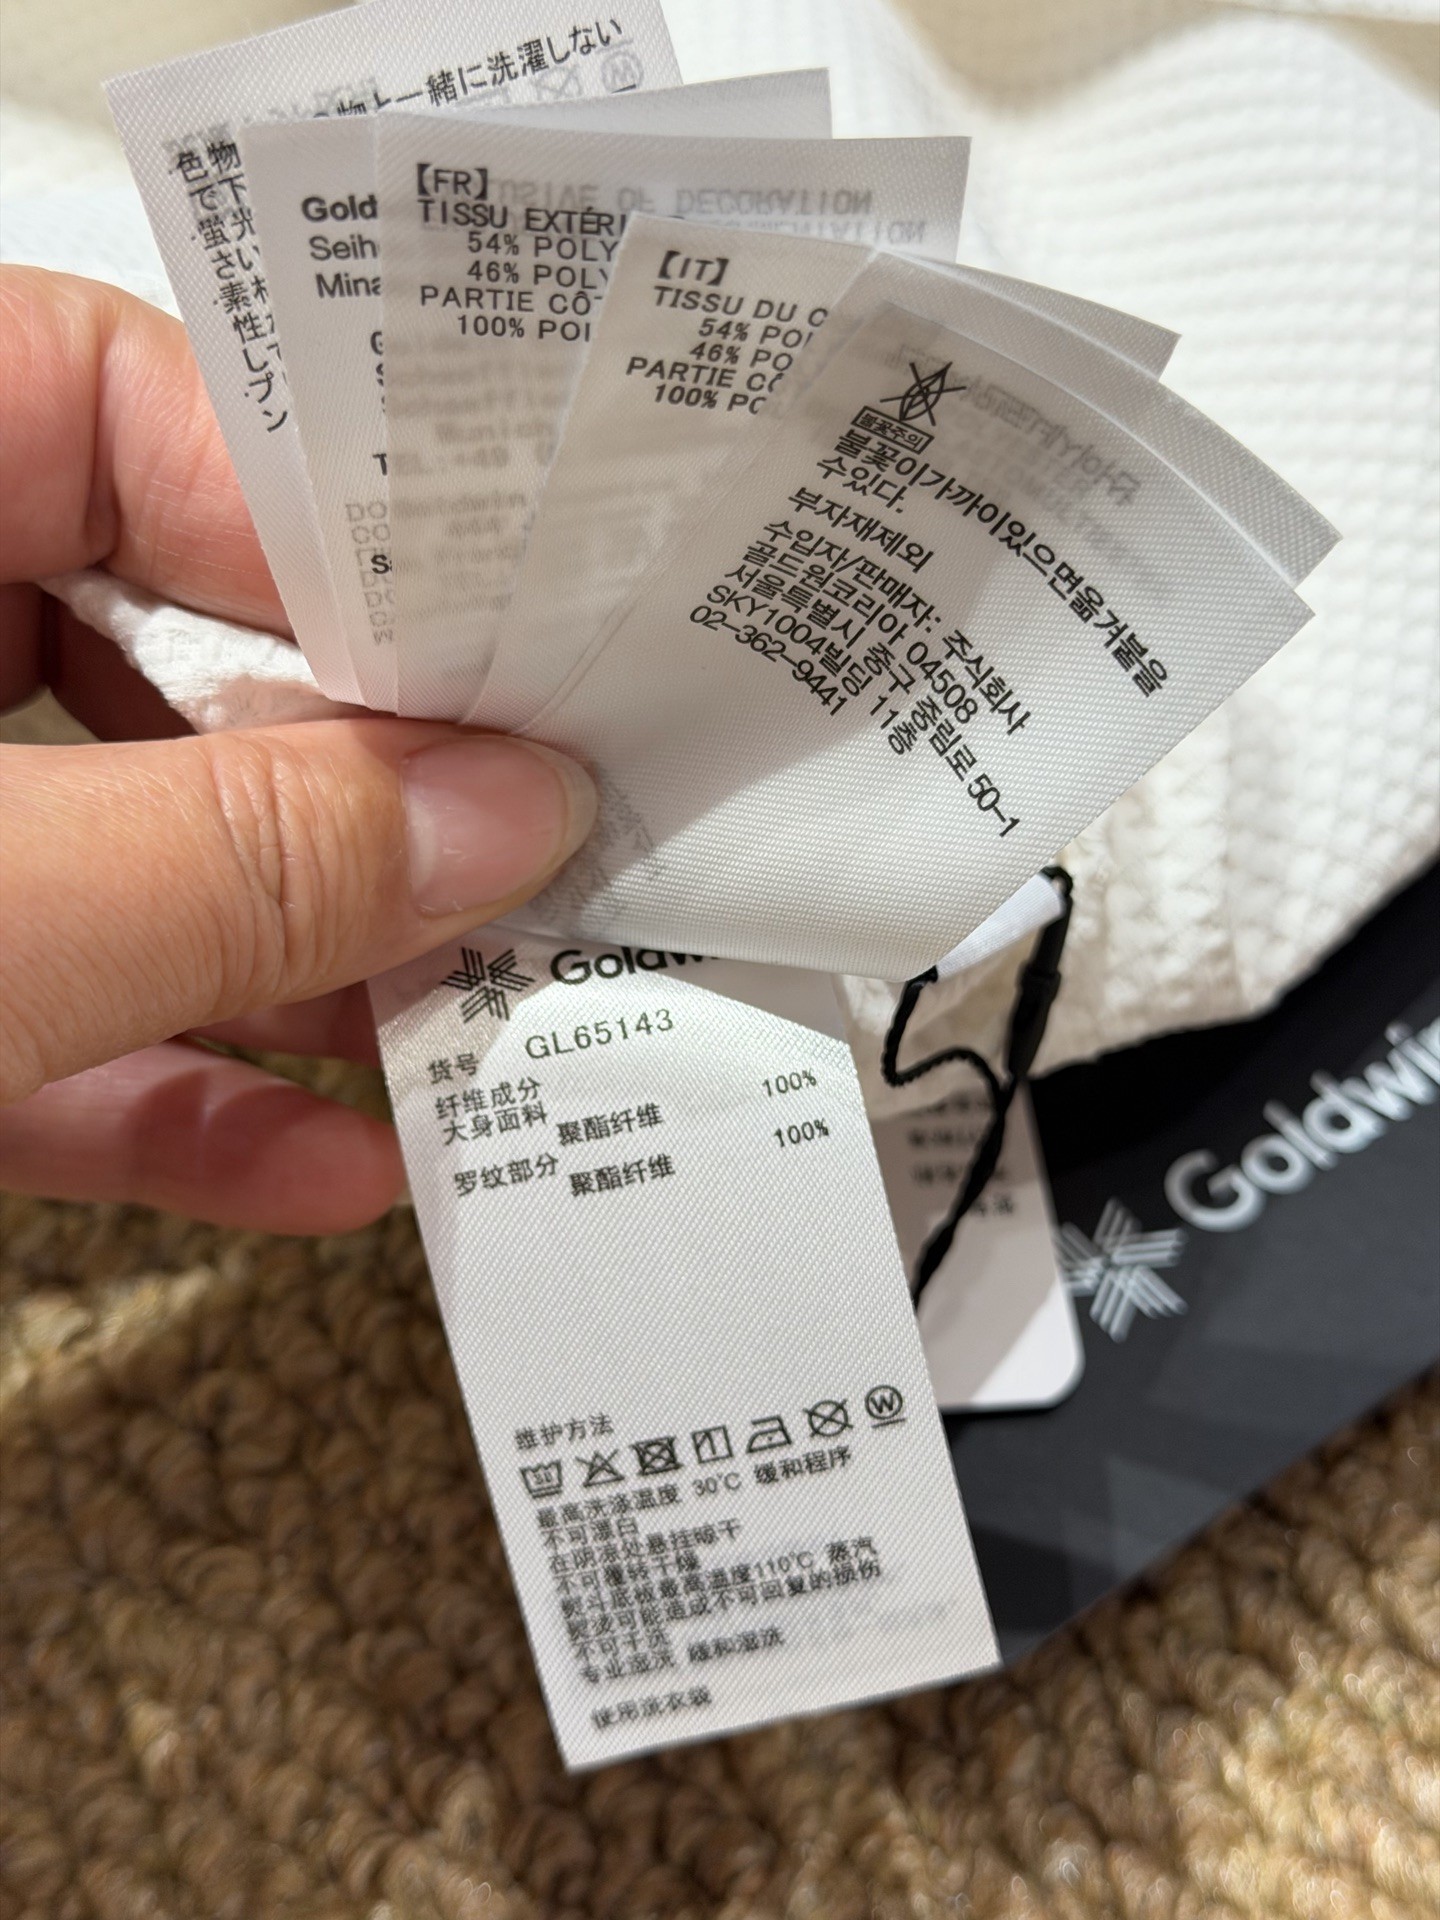 物と一緒に洗濯しない
色物
で下
蛍光
さい
素
性
しプ
ン
Gold
Seih
Mina
G
S
T
DO
CO
S
【FR】
TISSU EXTÉRI
54% POLY
46% POLY
PARTIE CÔT
100% POL
【IT】
TISSU DU C
54% POL
46% PO
PARTIE CO
100% PO
불꽃주의
불꽃이가까이있으면옮겨붙을
수있다.
부자재제외
수입자/판매자: 주식회사
골드윈코리아 04508
서울특별시 중구 중림로 50-1
SKY1004빌딩 11층
02-362-9441
Goldwi
货号 GL65143
纤维成分
大身面料 聚酯纤维 100%
罗纹部分 聚酯纤维 100%
维护方法
W
最高洗涤温度 30℃ 缓和程序
不可漂白
在阴凉处悬挂晾干
不可翻转干燥
熨斗底板最高温度110℃ 蒸汽
熨烫可能造成不可回复的损伤
不可干洗
专业湿洗 缓和湿洗
使用洗衣袋
Goldwin